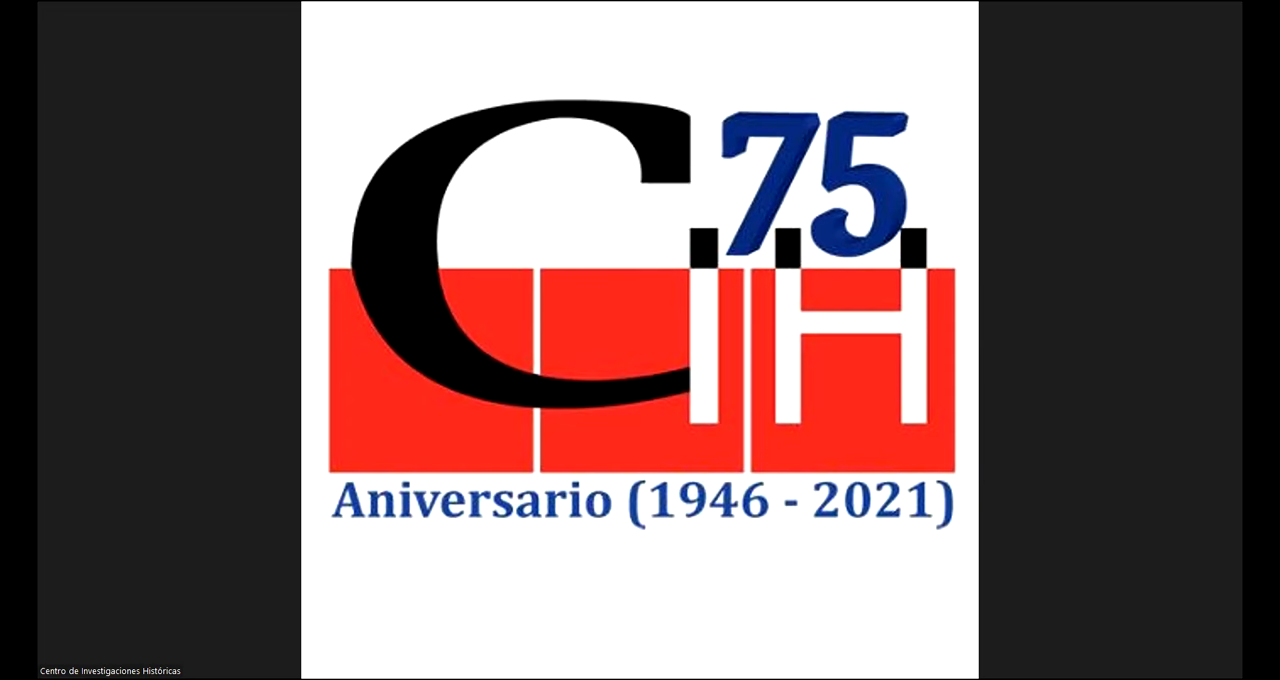 C 75
IH
Aniversario (1946 - 2021)
Centro de Investigaciones Históricas